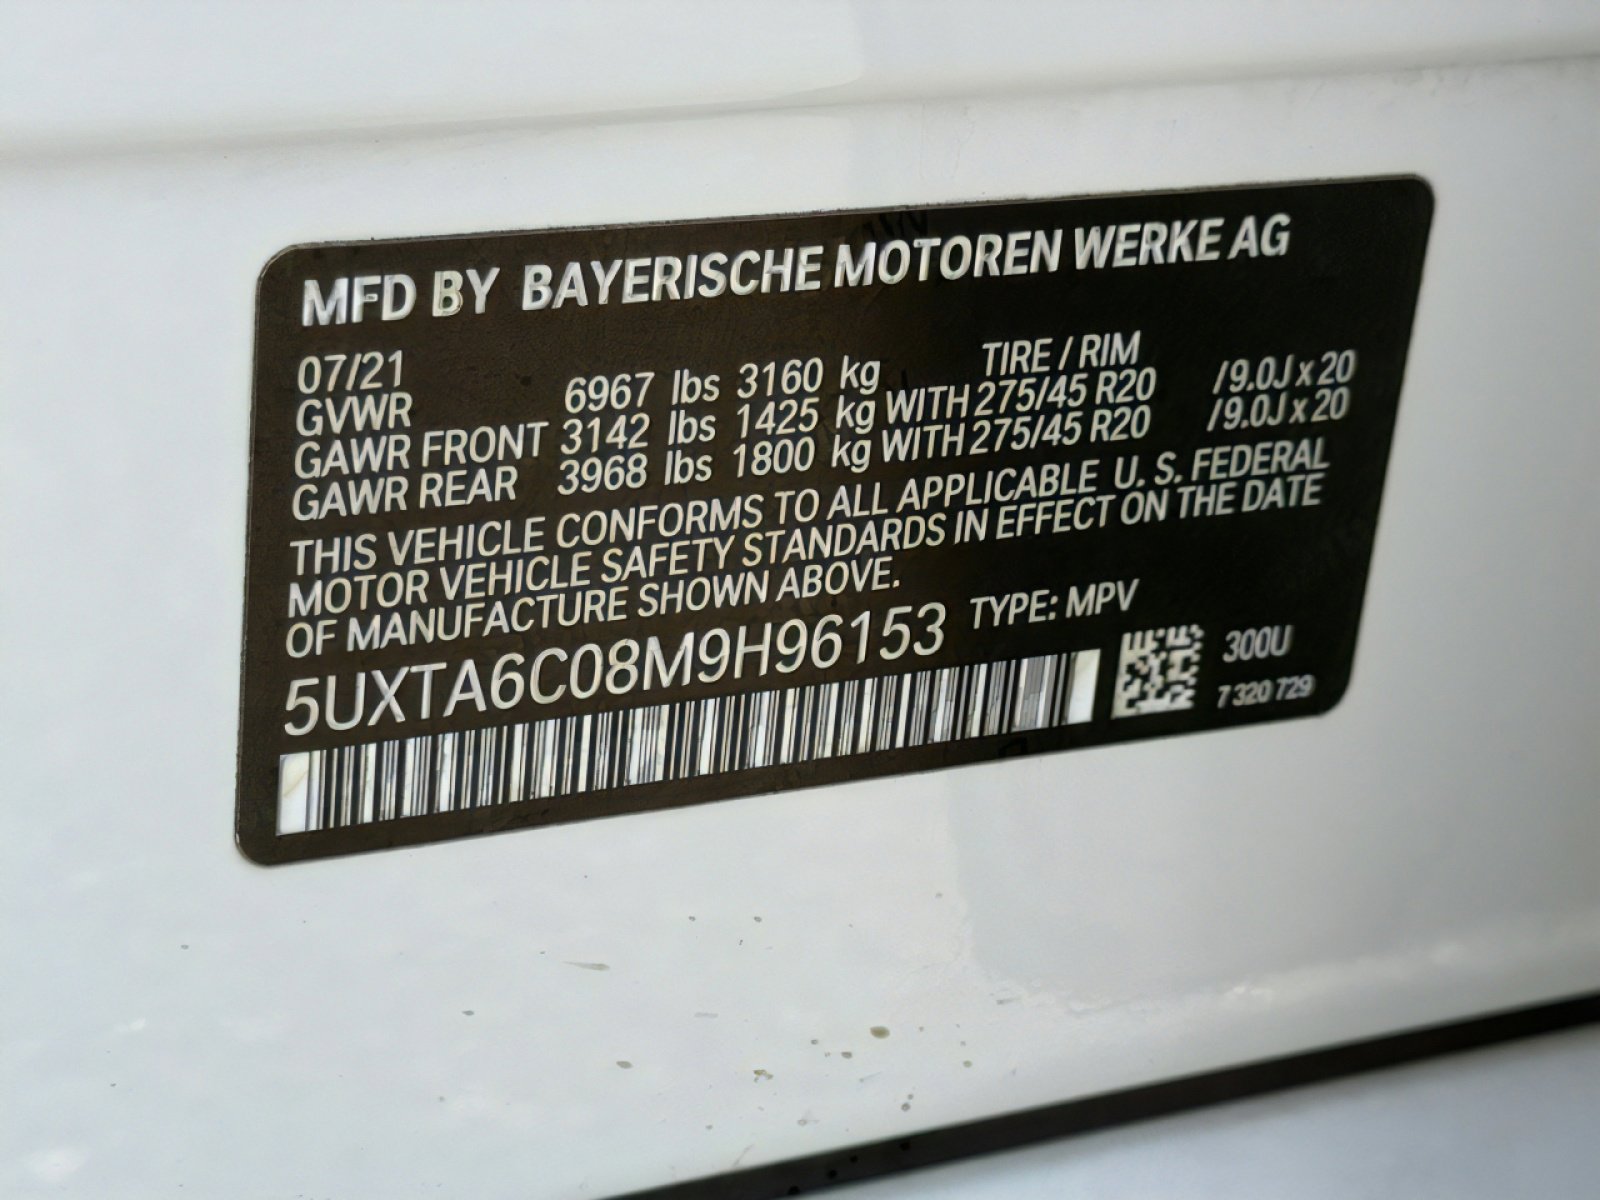 MFD BY BAYERISCHE MOTOREN WERKE AG
07/21 TIRE / RIM
GVWR 6967 lbs 3160 kg
GAWR FRONT 3142 lbs 1425 kg WITH 275/45 R20 / 9.0J x 20
GAWR REAR 3968 lbs 1800 kg WITH 275/45 R20 / 9.0J x 20
THIS VEHICLE CONFORMS TO ALL APPLICABLE U. S. FEDERAL
MOTOR VEHICLE SAFETY STANDARDS IN EFFECT ON THE DATE
OF MANUFACTURE SHOWN ABOVE.
5UXTA6C08M9H96153 TYPE: MPV
300U
7 320 729